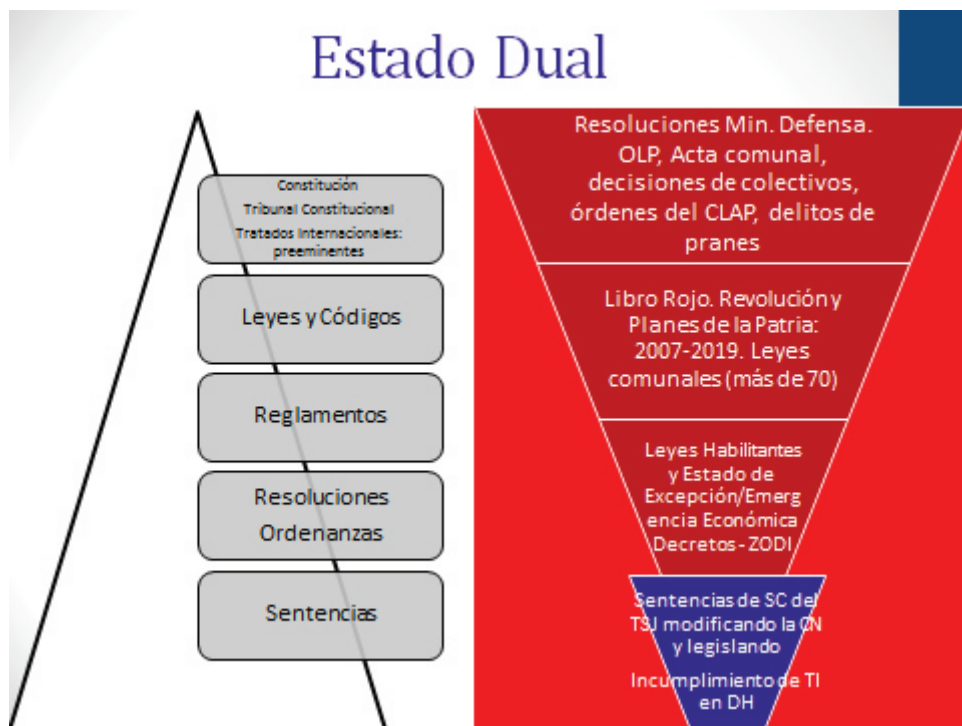 Estado Dual
Constitución
Tribunal Constitucional
Tratados Internacionales:
preeminentes
Leyes y Códigos
Reglamentos
Resoluciones
Ordenanzas
Sentencias
Resoluciones Min. Defensa.
OLP, Acta comunal,
decisiones de colectivos,
órdenes del CLAP, delitos de
pranes
Libro Rojo. Revolución y
Planes de la Patria:
2007-2019. Leyes
comunales (más de 70)
Leyes Habilitantes
y Estado de
Excepción/Emerg
encia Económica
Decretos - ZODI
Sentencias de SC del
TSJ modificando la CN
y legislando
Incumplimiento de TI
en DH